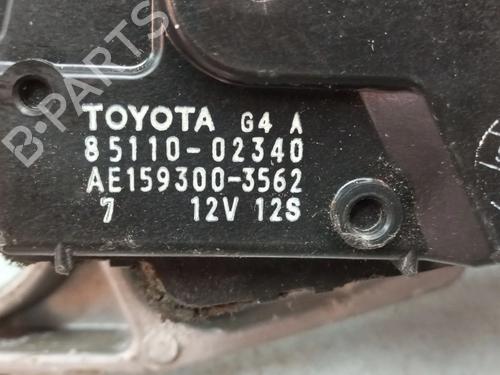 B-PARTS
TOYOTA G4 A
85110-02340
AE159300-3562
7 12V 12S